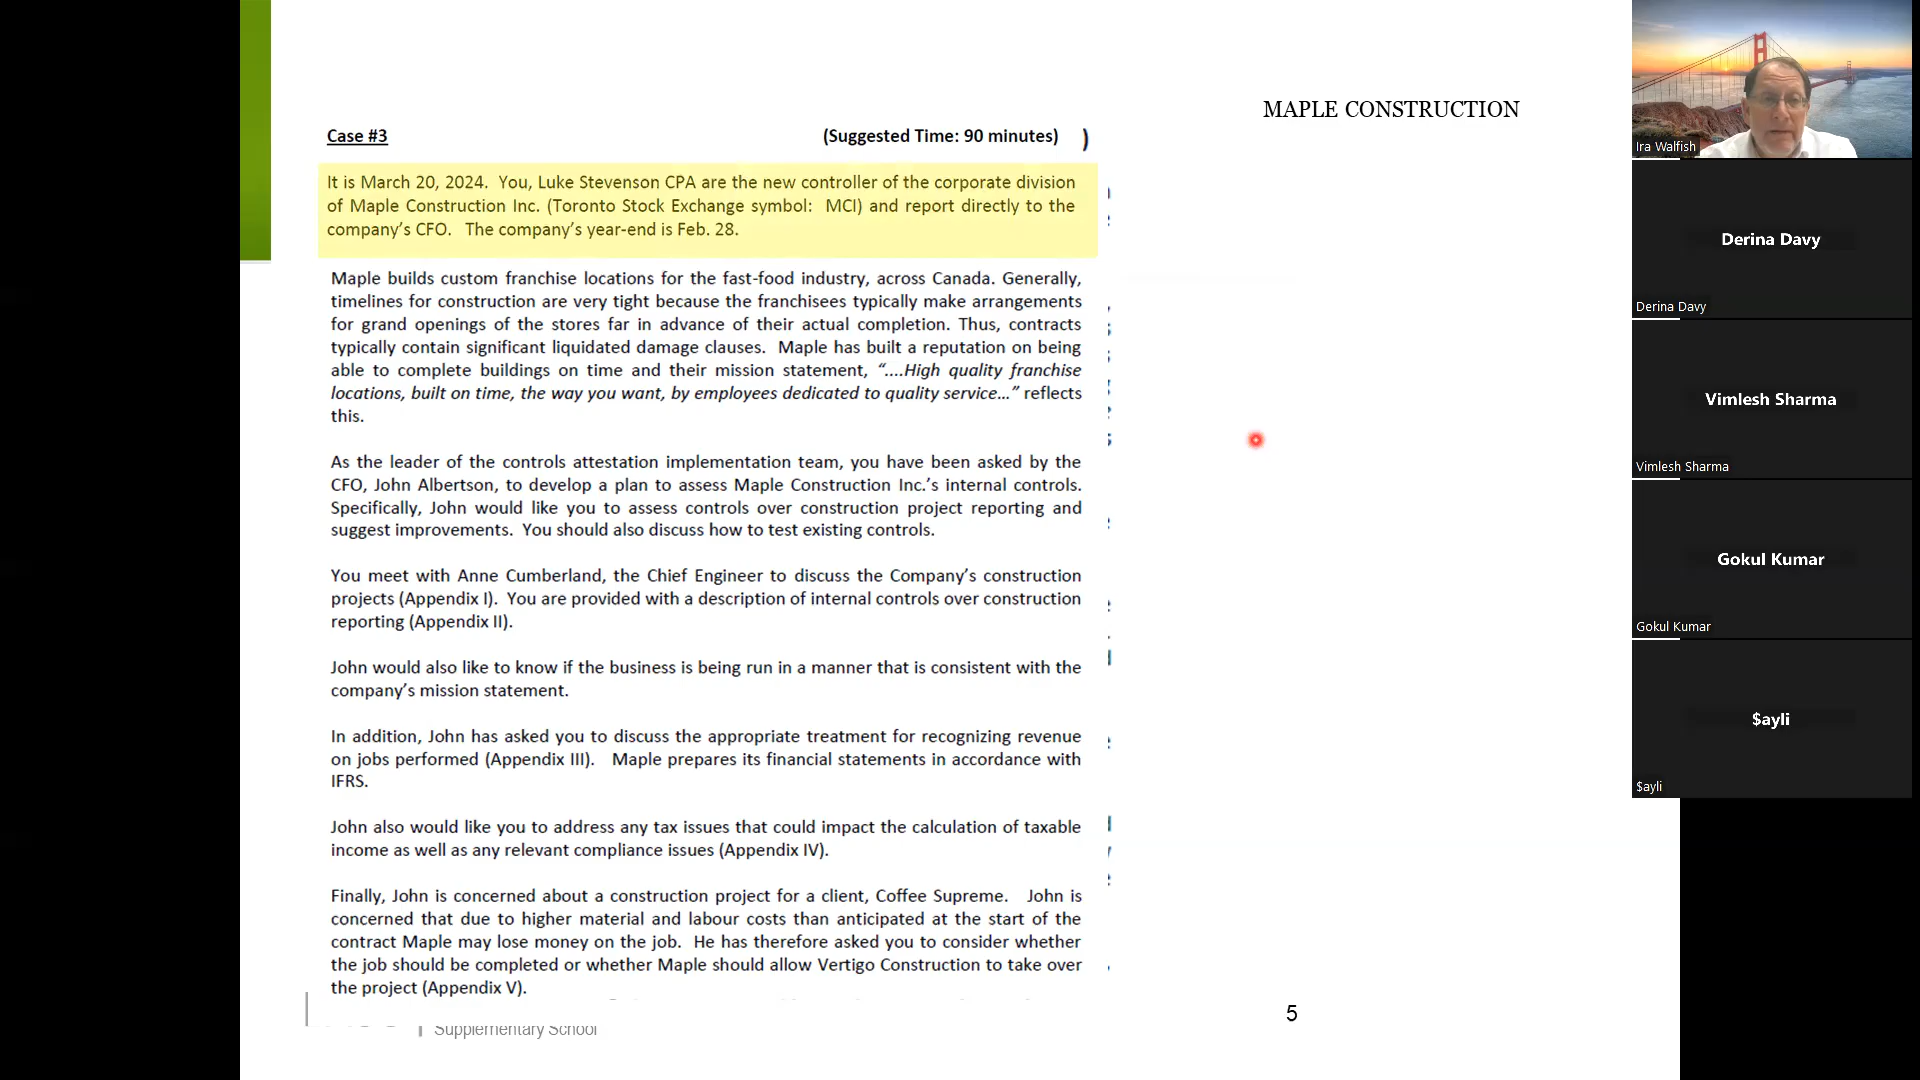 MAPLE CONSTRUCTION
Case #3 (Suggested Time: 90 minutes) )
It is March 20, 2024. You, Luke Stevenson CPA are the new controller of the corporate division
of Maple Construction Inc. (Toronto Stock Exchange symbol: MCI) and report directly to the
company's CFO. The company's year-end is Feb. 28.
Maple builds custom franchise locations for the fast-food industry, across Canada. Generally,
timelines for construction are very tight because the franchisees typically make arrangements
for grand openings of the stores far in advance of their actual completion. Thus, contracts
typically contain significant liquidated damage clauses. Maple has built a reputation on being
able to complete buildings on time and their mission statement, "....High quality franchise
locations, built on time, the way you want, by employees dedicated to quality service..." reflects
this.
As the leader of the controls attestation implementation team, you have been asked by the
CFO, John Albertson, to develop a plan to assess Maple Construction Inc.'s internal controls.
Specifically, John would like you to assess controls over construction project reporting and
suggest improvements. You should also discuss how to test existing controls.
You meet with Anne Cumberland, the Chief Engineer to discuss the Company's construction
projects (Appendix I). You are provided with a description of internal controls over construction
reporting (Appendix II).
John would also like to know if the business is being run in a manner that is consistent with the
company's mission statement.
In addition, John has asked you to discuss the appropriate treatment for recognizing revenue
on jobs performed (Appendix III). Maple prepares its financial statements in accordance with
IFRS.
John also would like you to address any tax issues that could impact the calculation of taxable
income as well as any relevant compliance issues (Appendix IV).
Finally, John is concerned about a construction project for a client, Coffee Supreme. John is
concerned that due to higher material and labour costs than anticipated at the start of the
contract Maple may lose money on the job. He has therefore asked you to consider whether
the job should be completed or whether Maple should allow Vertigo Construction to take over
the project (Appendix V).
Supplementary School
5
Ira Walfish
Derina Davy
Derina Davy
Vimlesh Sharma
Vimlesh Sharma
Gokul Kumar
Gokul Kumar
$ayli
$ayli